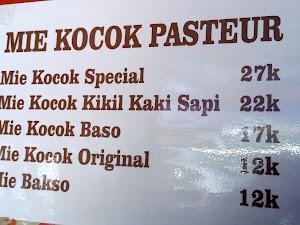 MIE KOCOK PASTEUR
Mie Kocok Special 27k
Mie Kocok Kikil Kaki Sapi 22k
Mie Kocok Baso 17k
Mie Kocok Original 12k
Mie Bakso 12k